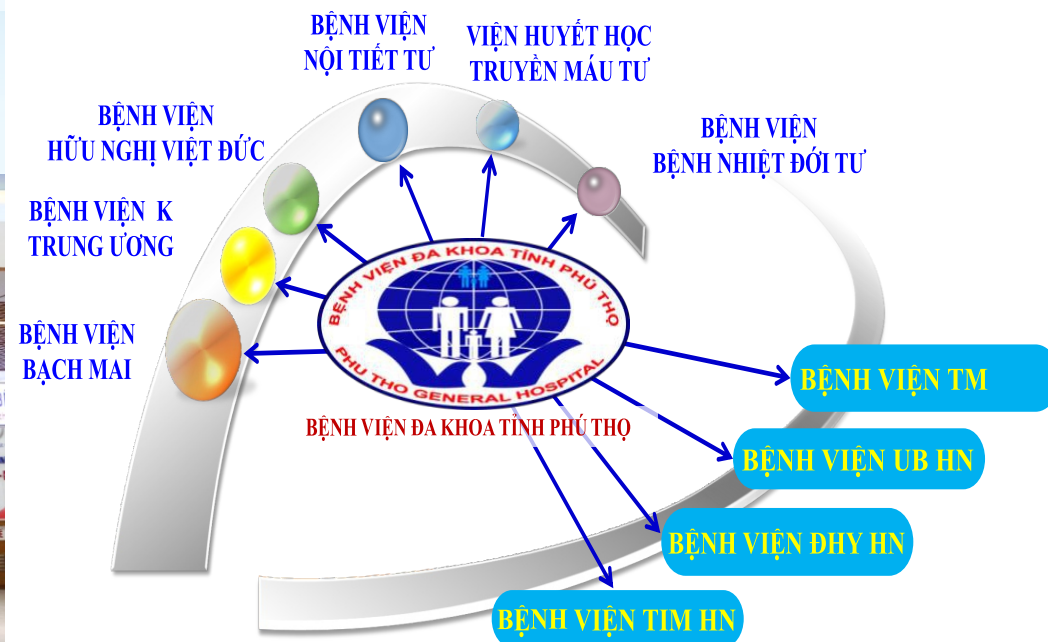 BỆNH VIỆN
NỘI TIẾT TƯ
VIỆN HUYẾT HỌC
TRUYỀN MÁU TƯ
BỆNH VIỆN
HỮU NGHỊ VIỆT ĐỨC
BỆNH VIỆN
BỆNH NHIỆT ĐỚI TƯ
BỆNH VIỆN K
TRUNG ƯƠNG
BỆNH VIỆN
BẠCH MAI
BỆNH VIỆN ĐA KHOA TỈNH PHÚ THỌ
PHU THO GENERAL HOSPITAL
BỆNH VIỆN ĐA KHOA TỈNH PHÚ THỌ
BỆNH VIỆN TM
BỆNH VIỆN UB HN
BỆNH VIỆN ĐHY HN
BỆNH VIỆN TIM HN